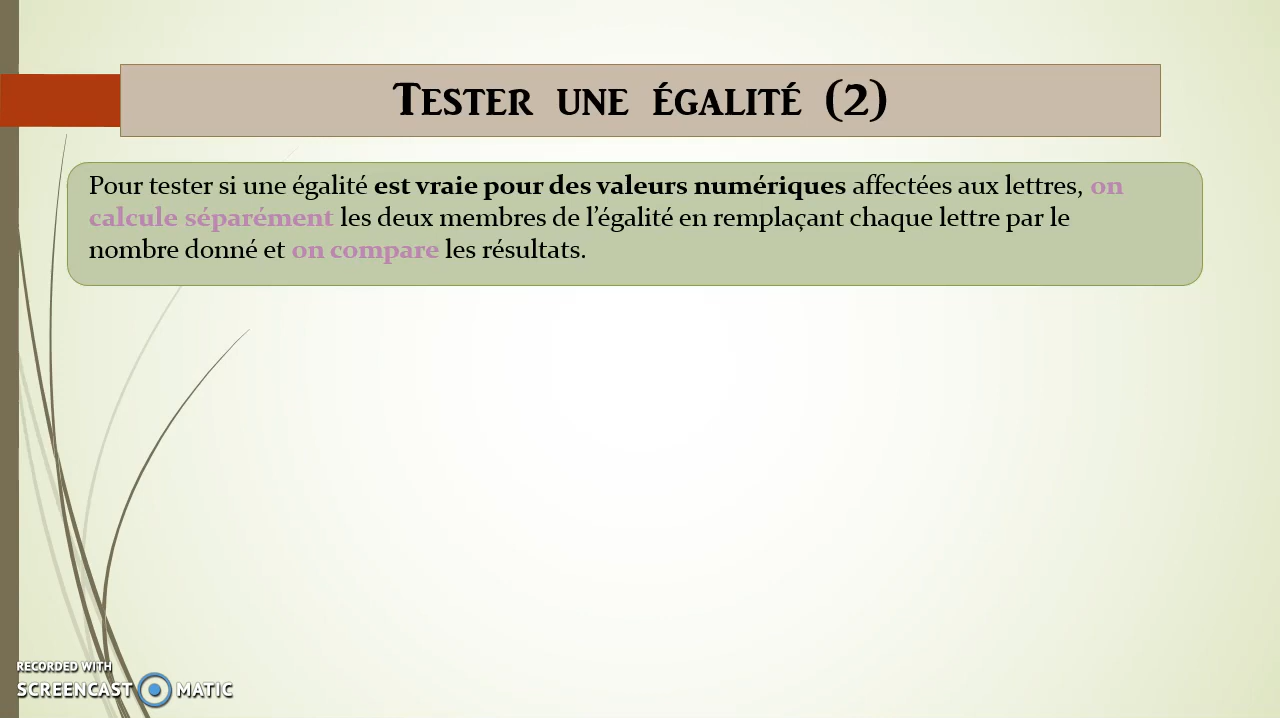 TESTER UNE ÉGALITÉ (2)
Pour tester si une égalité est vraie pour des valeurs numériques affectées aux lettres, on
calcule séparément les deux membres de l'égalité en remplaçant chaque lettre par le
nombre donné et on compare les résultats.
RECORDED WITH
SCREENCAST MATIC